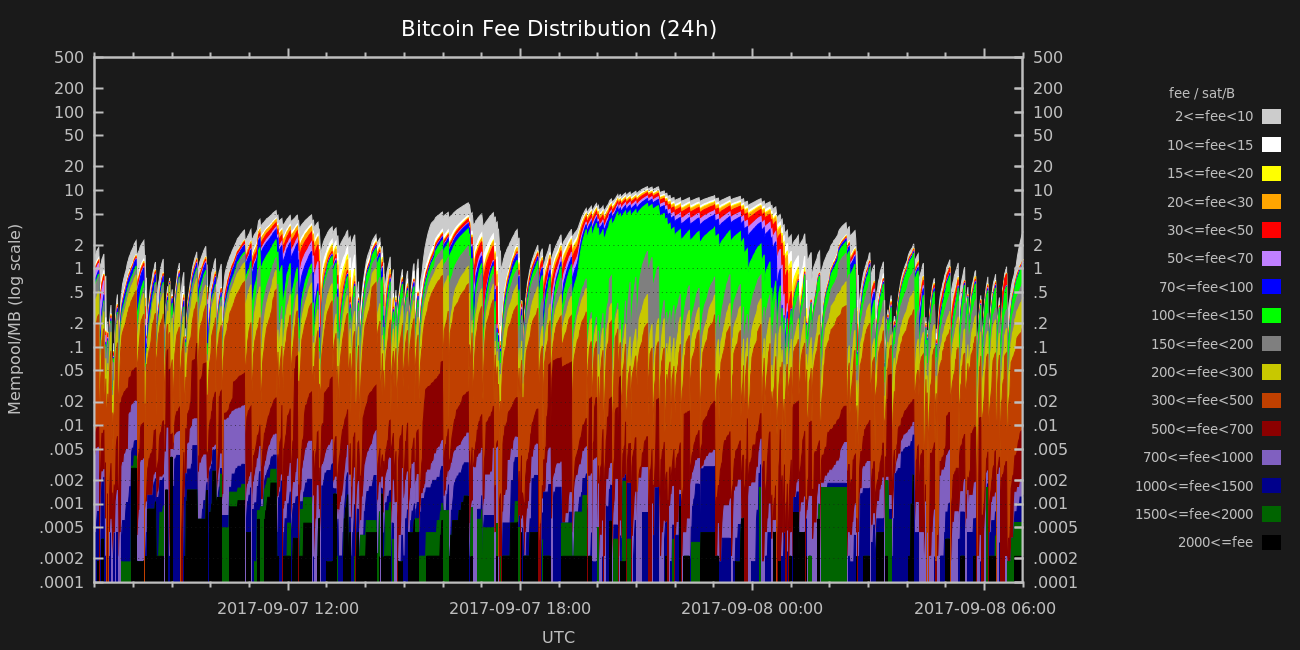 Bitcoin Fee Distribution (24h)
500
200
100
50
20
10
5
2
1
.5
.2
.1
.05
.02
.01
.005
.002
.001
.0005
.0002
.0001
Mempool/MB (log scale)
500
200
100
50
20
10
5
2
1
.5
.2
.1
.05
.02
.01
.005
.002
.001
.0005
.0002
.0001
fee / sat/B
2<=fee<10
10<=fee<15
15<=fee<20
20<=fee<30
30<=fee<50
50<=fee<70
70<=fee<100
100<=fee<150
150<=fee<200
200<=fee<300
300<=fee<500
500<=fee<700
700<=fee<1000
1000<=fee<1500
1500<=fee<2000
2000<=fee
2017-09-07 12:00
2017-09-07 18:00
2017-09-08 00:00
2017-09-08 06:00
UTC